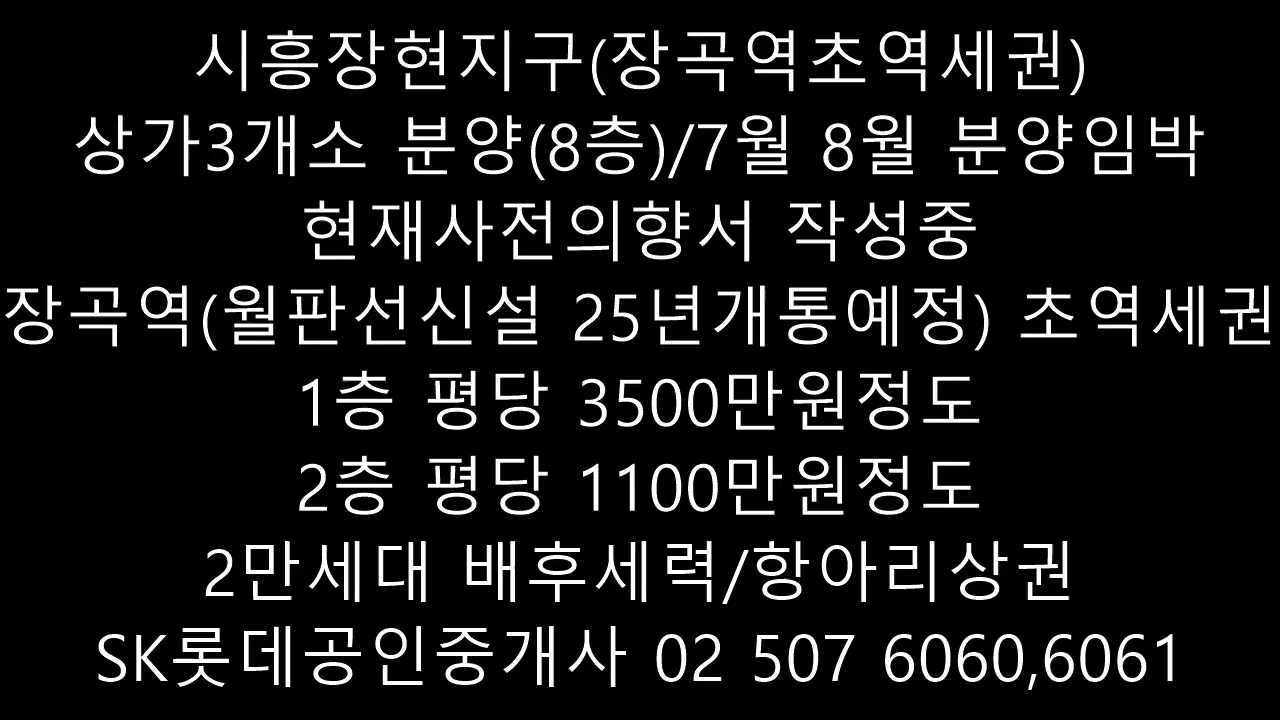 시흥장현지구(장곡역초역세권)
상가3개소 분양(8층)/7월 8월 분양임박
현재사전의향서 작성중
장곡역(월판선신설 25년개통예정) 초역세권
1층 평당 3500만원정도
2층 평당 1100만원정도
2만세대 배후세력/항아리상권
SK롯데공인중개사 02 507 6060,6061